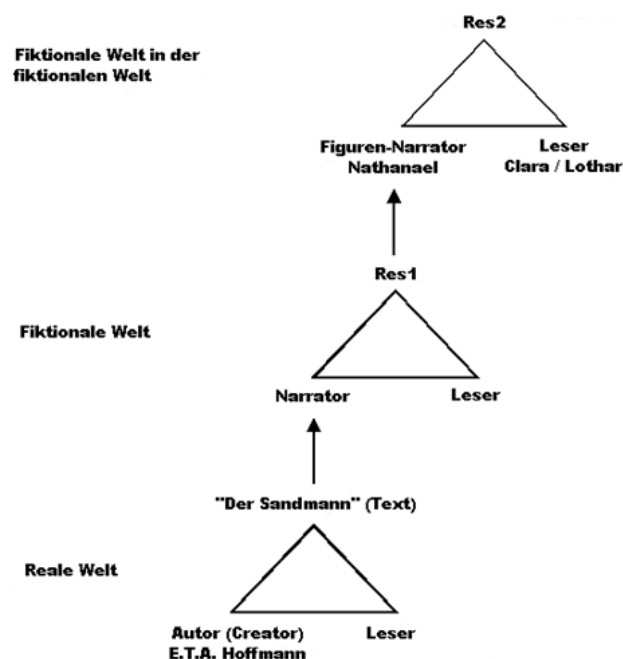 Res2
Fiktionale Welt in der
fiktionalen Welt
Figuren-Narrator
Nathanael
Leser
Clara / Lothar
Res1
Fiktionale Welt
Narrator
Leser
"Der Sandmann" (Text)
Reale Welt
Autor (Creator)
E.T.A. Hoffmann
Leser